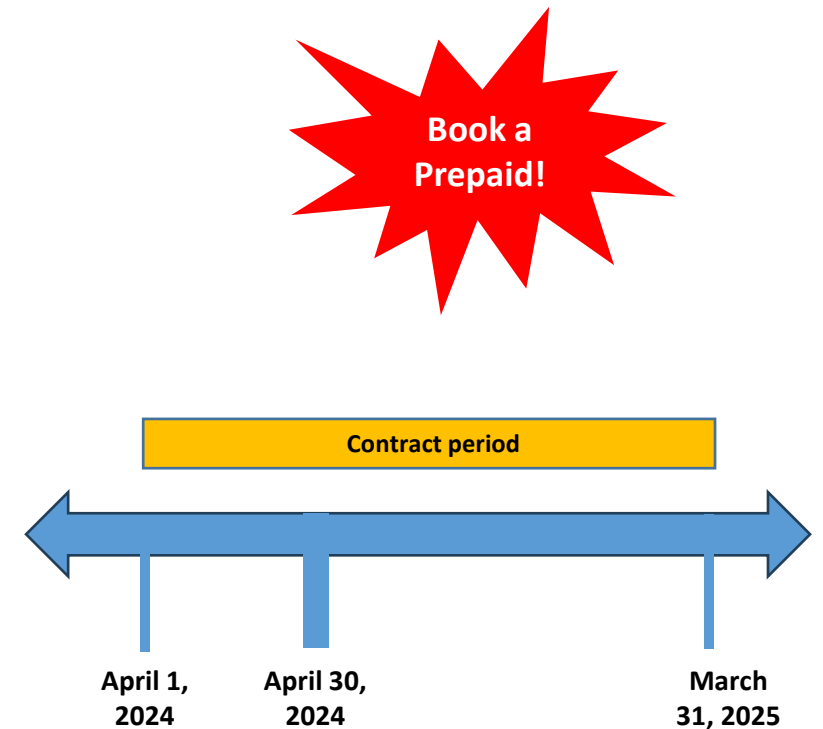 Book a
Prepaid!
Contract period
April 1,
2024
April 30,
2024
March
31, 2025